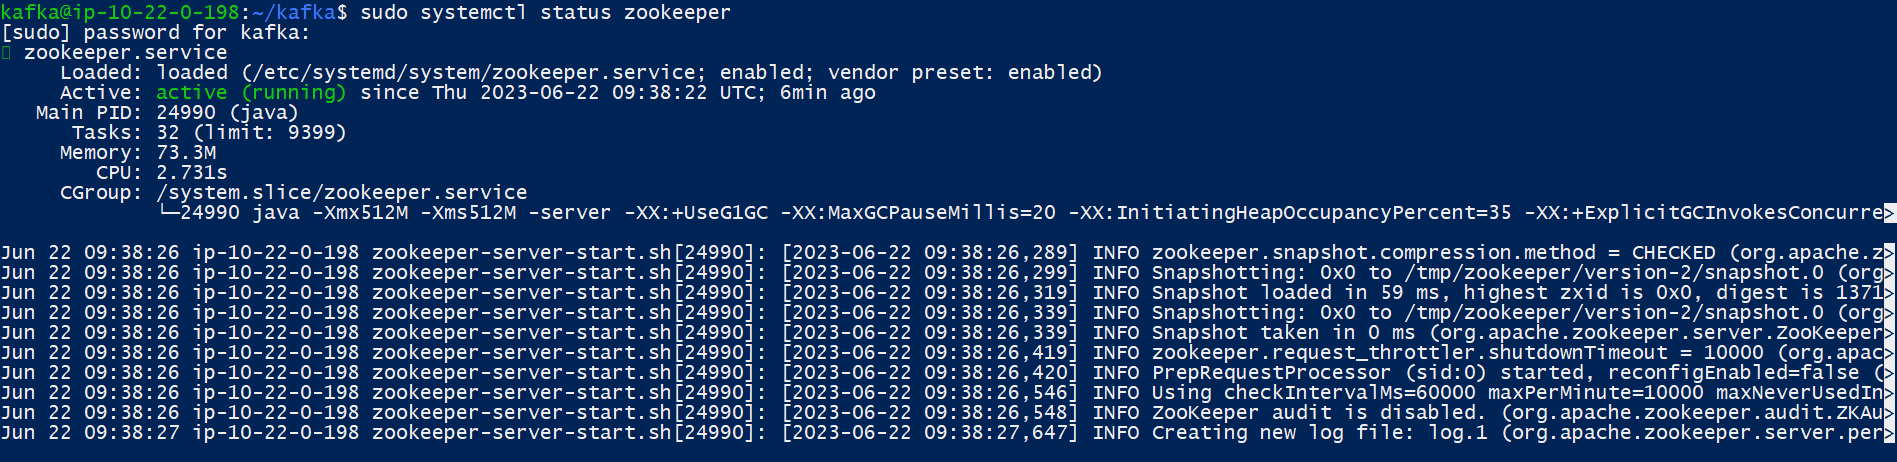 kafka@ip-10-22-0-198:~/kafka$ sudo systemctl status zookeeper
[sudo] password for kafka:
zookeeper.service
Loaded: loaded (/etc/systemd/system/zookeeper.service; enabled; vendor preset: enabled)
Active: active (running) since Thu 2023-06-22 09:38:22 UTC; 6min ago
Main PID: 24990 (java)
Tasks: 32 (limit: 9399)
Memory: 73.3M
CPU: 2.731s
CGroup: /system.slice/zookeeper.service
└─24990 java -Xmx512M -Xms512M -server -XX:+UseG1GC -XX:MaxGCPauseMillis=20 -XX:InitiatingHeapOccupancyPercent=35 -XX:+ExplicitGCInvokesConcurre>
Jun 22 09:38:26 ip-10-22-0-198 zookeeper-server-start.sh[24990]: [2023-06-22 09:38:26,289] INFO zookeeper.snapshot.compression.method = CHECKED (org.apache.z>
Jun 22 09:38:26 ip-10-22-0-198 zookeeper-server-start.sh[24990]: [2023-06-22 09:38:26,299] INFO Snapshotting: 0x0 to /tmp/zookeeper/version-2/snapshot.0 (org>
Jun 22 09:38:26 ip-10-22-0-198 zookeeper-server-start.sh[24990]: [2023-06-22 09:38:26,319] INFO Snapshot loaded in 59 ms, highest zxid is 0x0, digest is 1371>
Jun 22 09:38:26 ip-10-22-0-198 zookeeper-server-start.sh[24990]: [2023-06-22 09:38:26,339] INFO Snapshotting: 0x0 to /tmp/zookeeper/version-2/snapshot.0 (org>
Jun 22 09:38:26 ip-10-22-0-198 zookeeper-server-start.sh[24990]: [2023-06-22 09:38:26,339] INFO Snapshot taken in 0 ms (org.apache.zookeeper.server.ZooKeeper>
Jun 22 09:38:26 ip-10-22-0-198 zookeeper-server-start.sh[24990]: [2023-06-22 09:38:26,419] INFO zookeeper.request_throttler.shutdownTimeout = 10000 (org.apac>
Jun 22 09:38:26 ip-10-22-0-198 zookeeper-server-start.sh[24990]: [2023-06-22 09:38:26,420] INFO PrepRequestProcessor (sid:0) started, reconfigEnabled=false (>
Jun 22 09:38:26 ip-10-22-0-198 zookeeper-server-start.sh[24990]: [2023-06-22 09:38:26,546] INFO Using checkIntervalMs=60000 maxPerMinute=10000 maxNeverUsedIn>
Jun 22 09:38:26 ip-10-22-0-198 zookeeper-server-start.sh[24990]: [2023-06-22 09:38:26,548] INFO ZooKeeper audit is disabled. (org.apache.zookeeper.audit.ZKAu>
Jun 22 09:38:27 ip-10-22-0-198 zookeeper-server-start.sh[24990]: [2023-06-22 09:38:27,647] INFO Creating new log file: log.1 (org.apache.zookeeper.server.per>